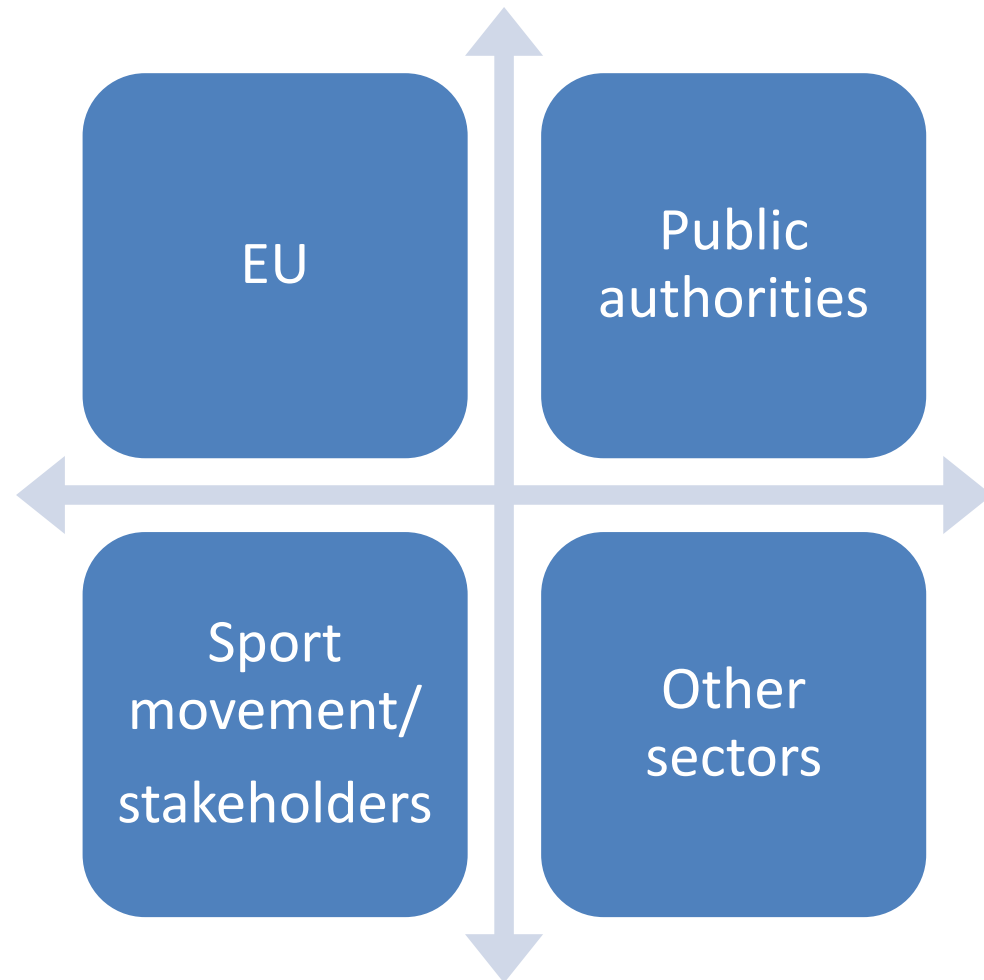 EU
Public
authorities
Sport
movement/
stakeholders
Other
sectors